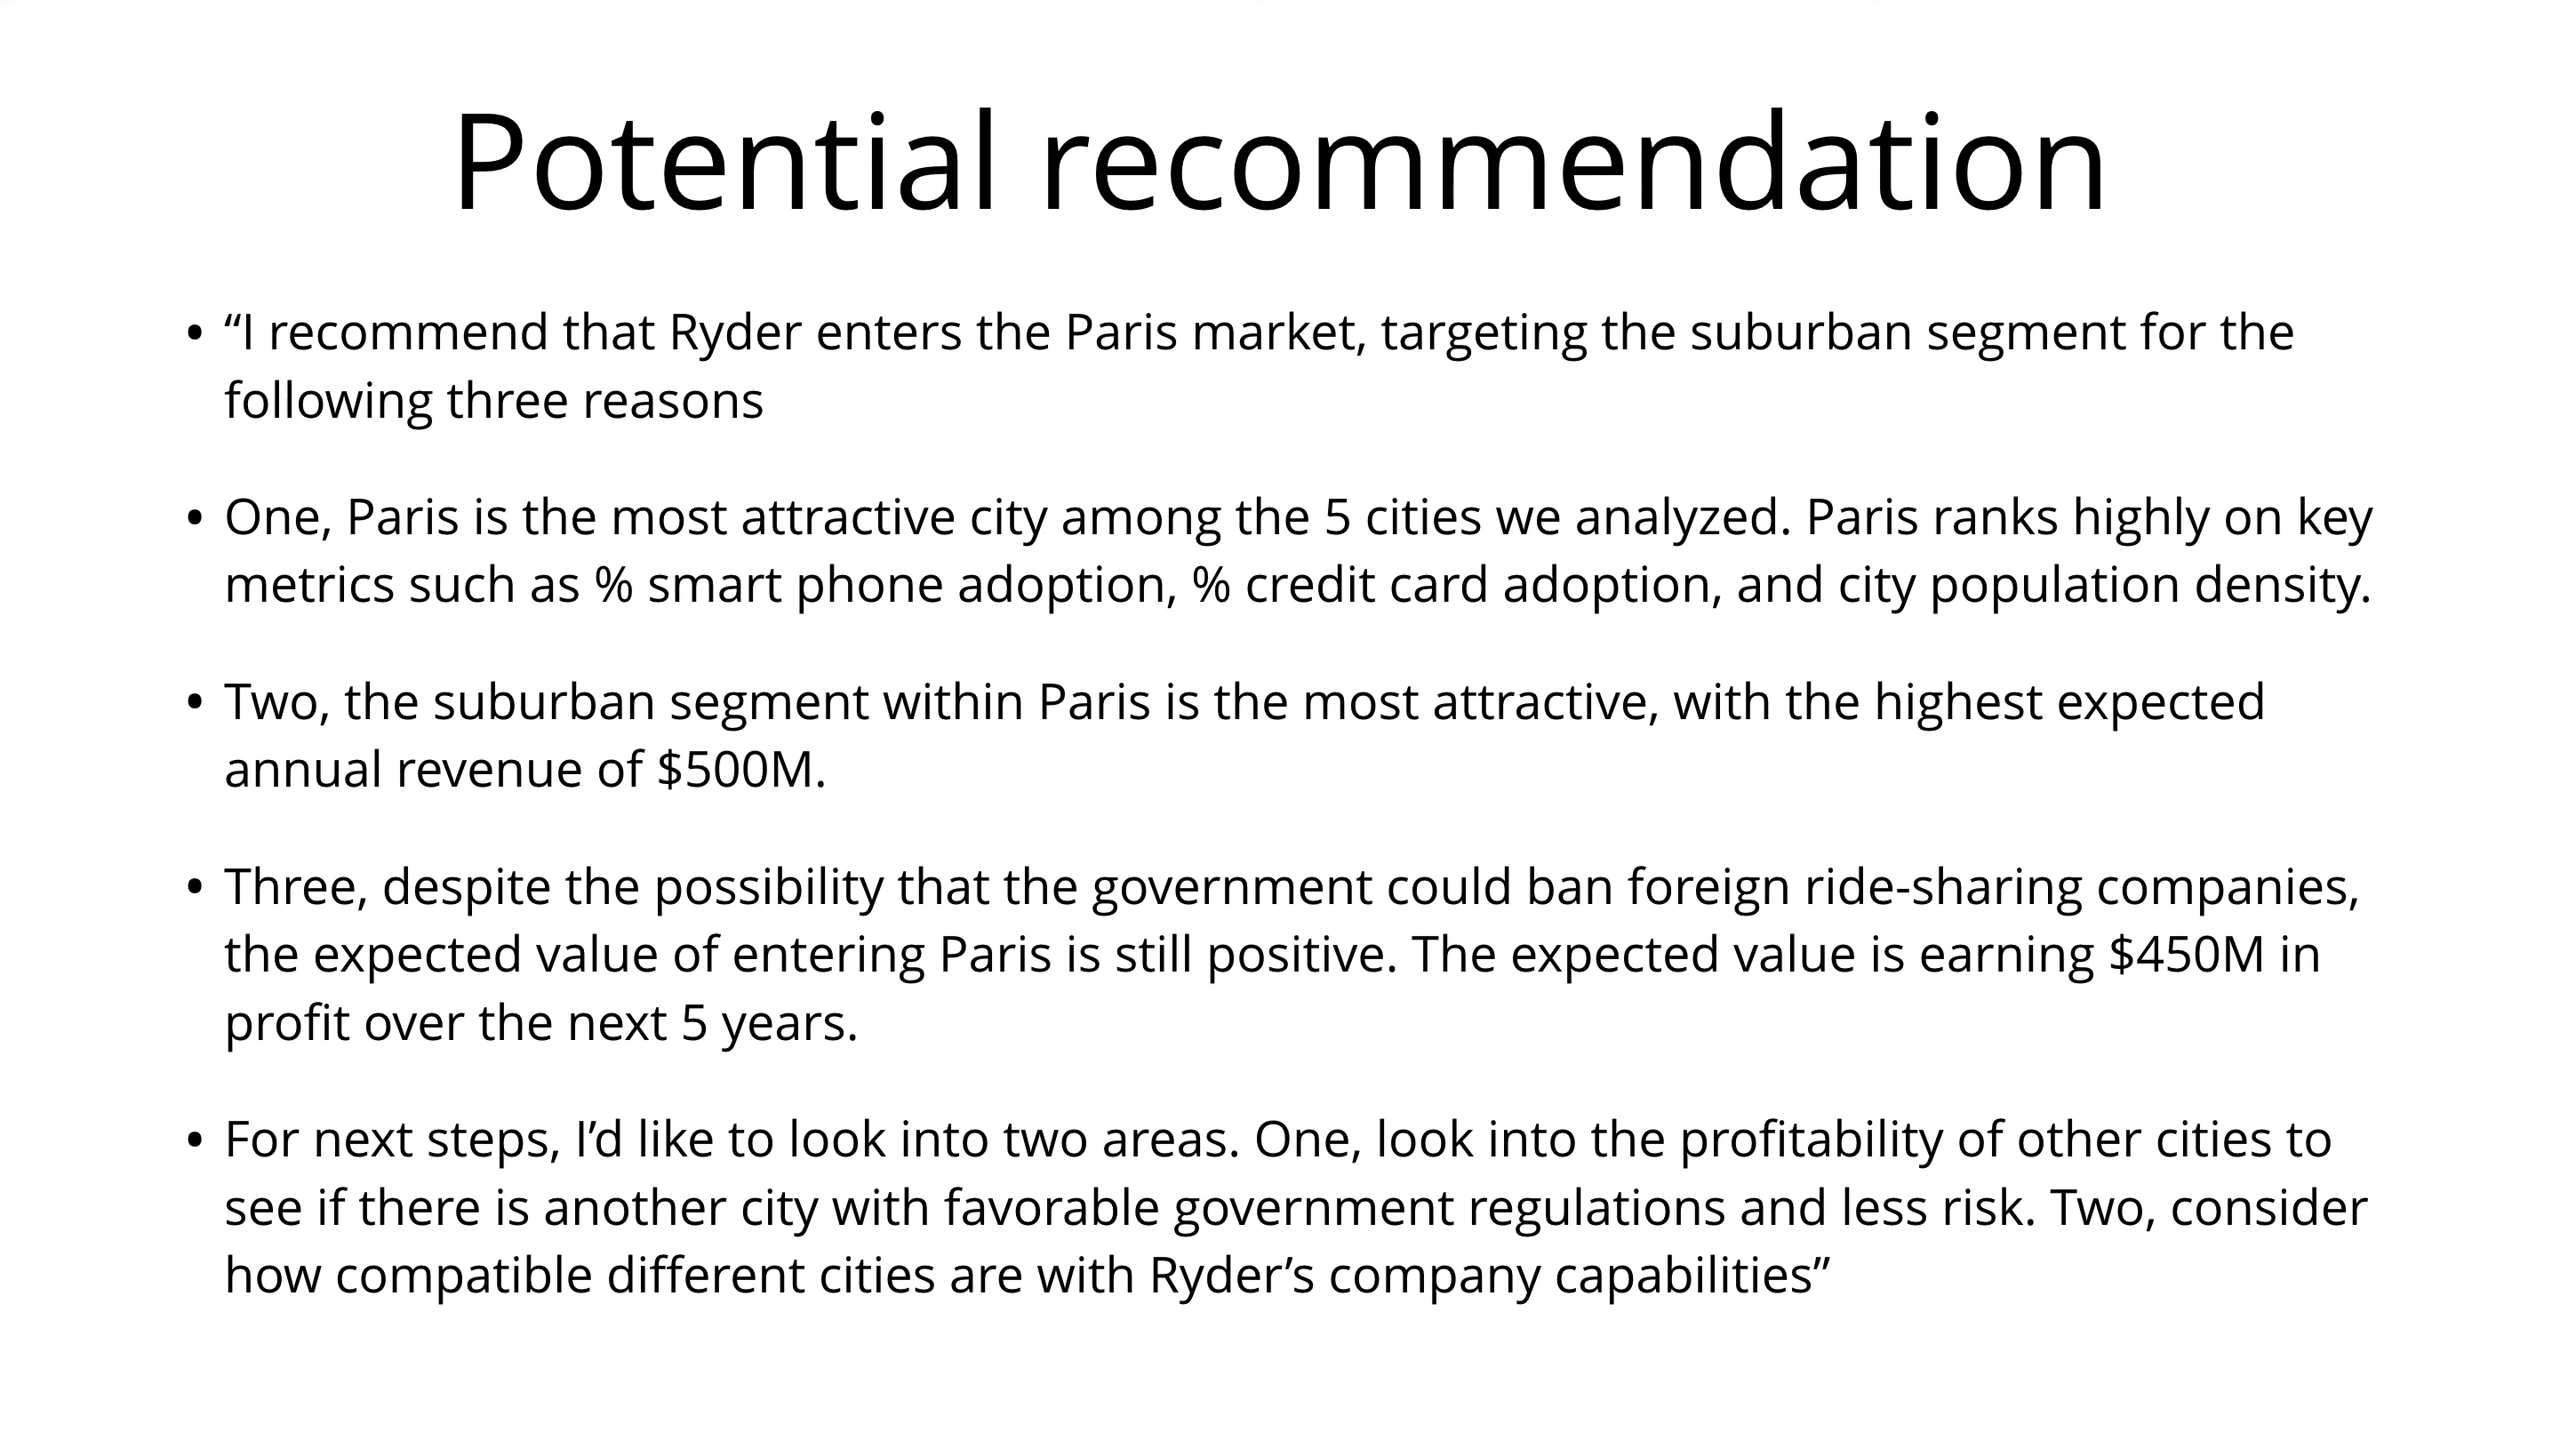 Potential recommendation
• “I recommend that Ryder enters the Paris market, targeting the suburban segment for the
following three reasons
• One, Paris is the most attractive city among the 5 cities we analyzed. Paris ranks highly on key
metrics such as % smart phone adoption, % credit card adoption, and city population density.
• Two, the suburban segment within Paris is the most attractive, with the highest expected
annual revenue of $500M.
• Three, despite the possibility that the government could ban foreign ride-sharing companies,
the expected value of entering Paris is still positive. The expected value is earning $450M in
profit over the next 5 years.
• For next steps, I’d like to look into two areas. One, look into the profitability of other cities to
see if there is another city with favorable government regulations and less risk. Two, consider
how compatible different cities are with Ryder’s company capabilities”